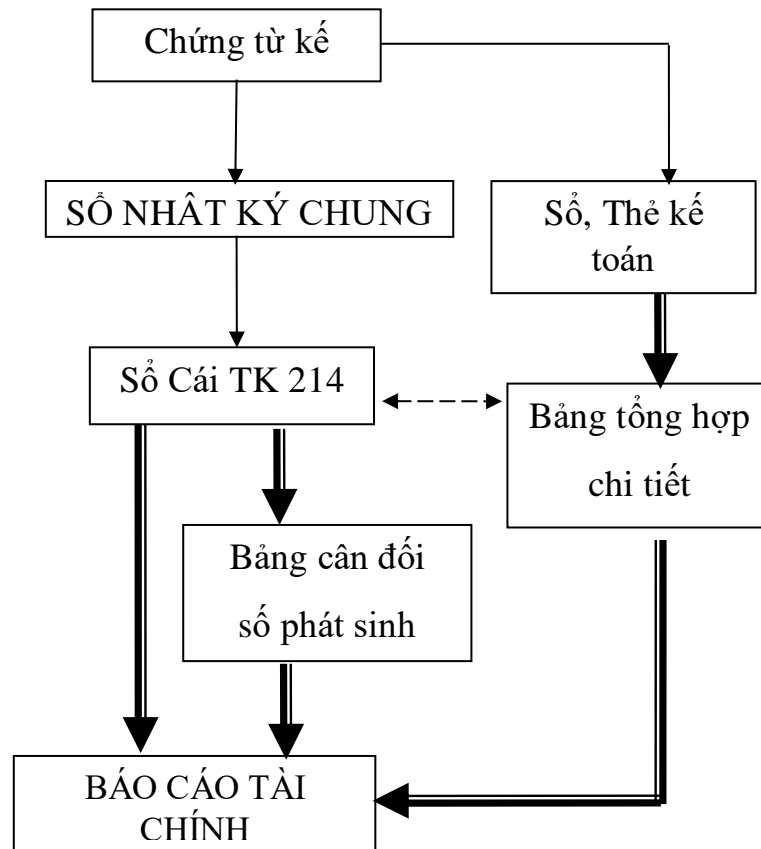 Chứng từ kế
SỔ NHÂT KÝ CHUNG
Sổ, Thẻ kế
toán
Sổ Cái TK 214
Bảng tổng hợp
chi tiết
Bảng cân đối
số phát sinh
BÁO CÁO TÀI
CHÍNH